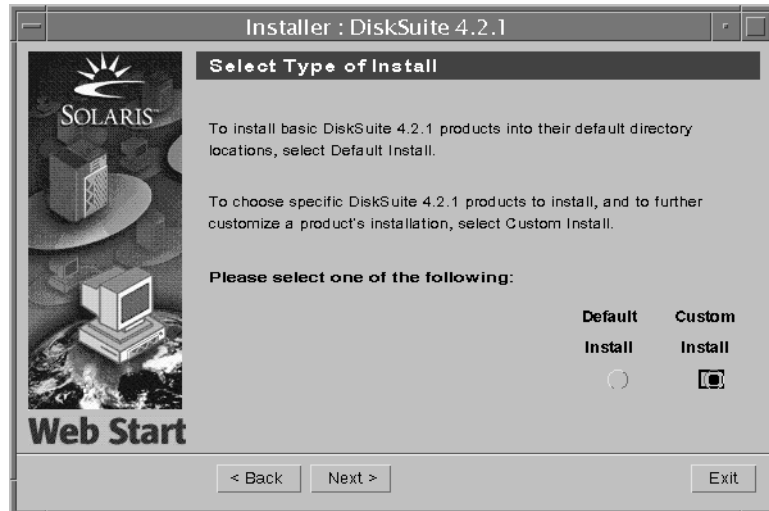 Installer : DiskSuite 4.2.1
SOLARIS™
Web Start
Select Type of Install
To install basic DiskSuite 4.2.1 products into their default directory
locations, select Default Install.
To choose specific DiskSuite 4.2.1 products to install, and to further
customize a product's installation, select Custom Install.
Please select one of the following:
Default Custom
Install Install
< Back Next > Exit